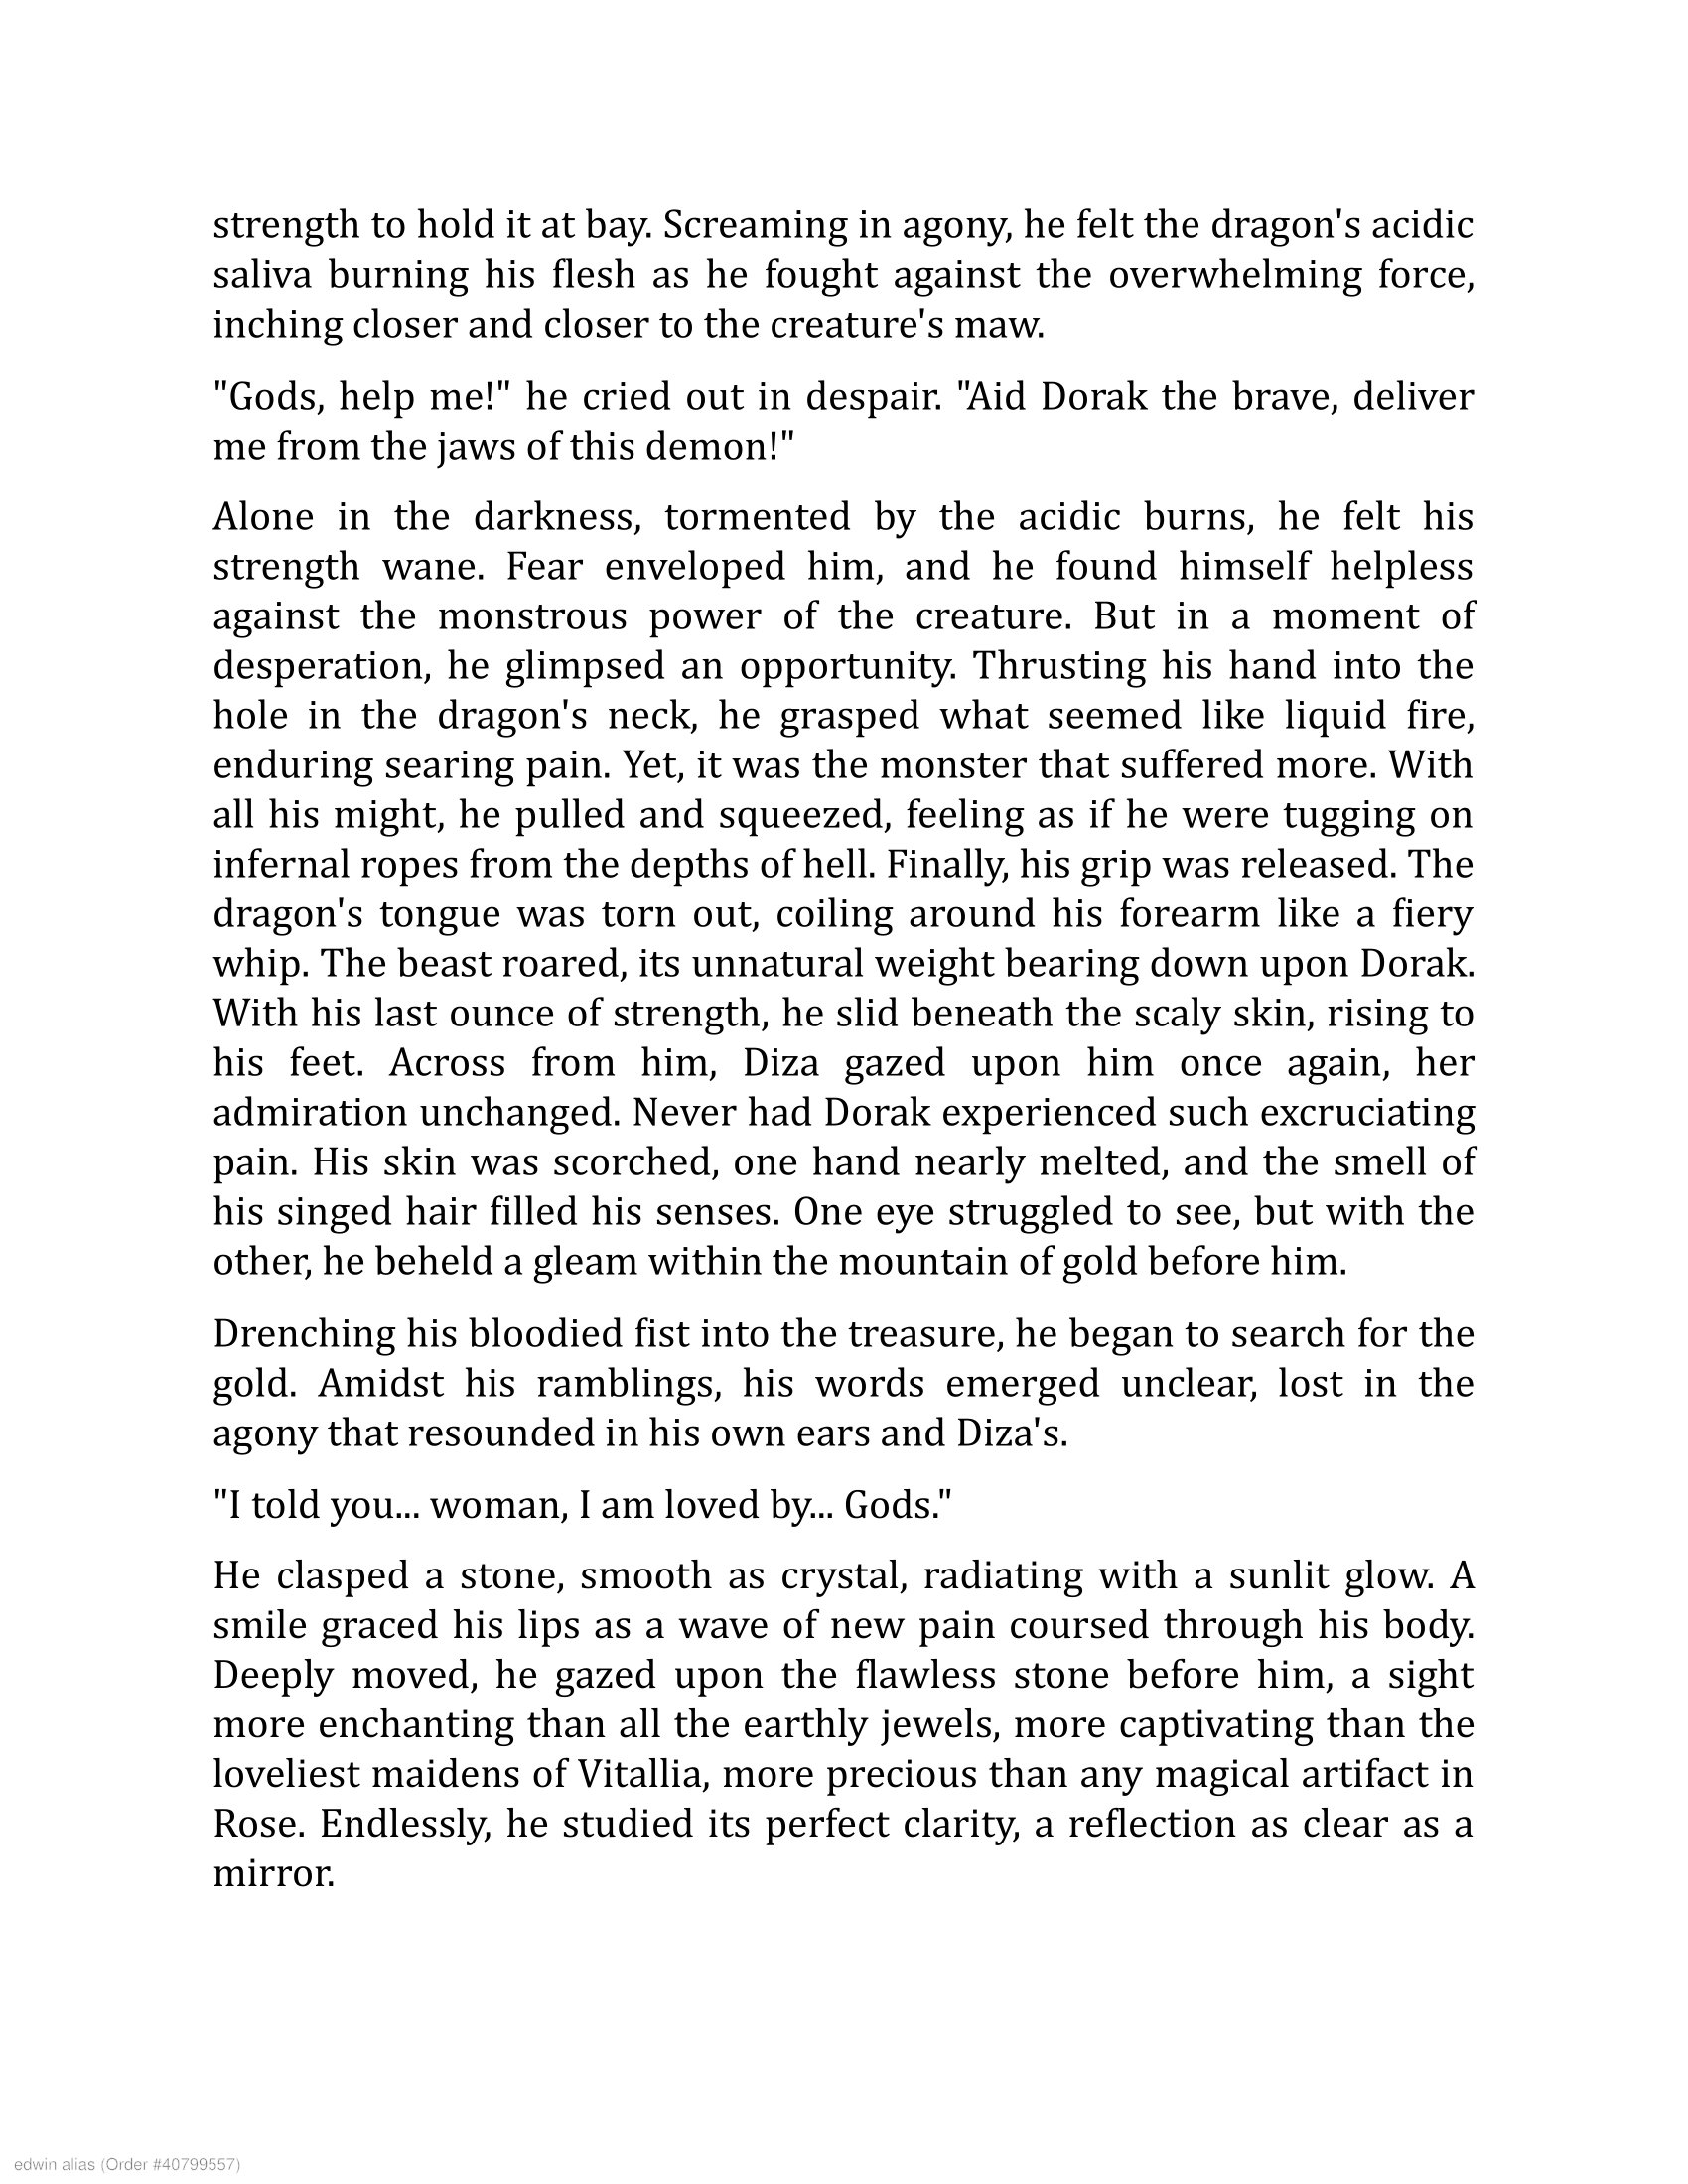 strength to hold it at bay. Screaming in agony, he felt the dragon's acidic
saliva burning his flesh as he fought against the overwhelming force,
inching closer and closer to the creature's maw.
"Gods, help me!" he cried out in despair. "Aid Dorak the brave, deliver
me from the jaws of this demon!"
Alone in the darkness, tormented by the acidic burns, he felt his
strength wane. Fear enveloped him, and he found himself helpless
against the monstrous power of the creature. But in a moment of
desperation, he glimpsed an opportunity. Thrusting his hand into the
hole in the dragon's neck, he grasped what seemed like liquid fire,
enduring searing pain. Yet, it was the monster that suffered more. With
all his might, he pulled and squeezed, feeling as if he were tugging on
infernal ropes from the depths of hell. Finally, his grip was released. The
dragon's tongue was torn out, coiling around his forearm like a fiery
whip. The beast roared, its unnatural weight bearing down upon Dorak.
With his last ounce of strength, he slid beneath the scaly skin, rising to
his feet. Across from him, Diza gazed upon him once again, her
admiration unchanged. Never had Dorak experienced such excruciating
pain. His skin was scorched, one hand nearly melted, and the smell of
his singed hair filled his senses. One eye struggled to see, but with the
other, he beheld a gleam within the mountain of gold before him.
Drenching his bloodied fist into the treasure, he began to search for the
gold. Amidst his ramblings, his words emerged unclear, lost in the
agony that resounded in his own ears and Diza's.
"I told you... woman, I am loved by... Gods."
He clasped a stone, smooth as crystal, radiating with a sunlit glow. A
smile graced his lips as a wave of new pain coursed through his body.
Deeply moved, he gazed upon the flawless stone before him, a sight
more enchanting than all the earthly jewels, more captivating than the
loveliest maidens of Vitallia, more precious than any magical artifact in
Rose. Endlessly, he studied its perfect clarity, a reflection as clear as a
mirror.
edwin alias (Order #40799557)